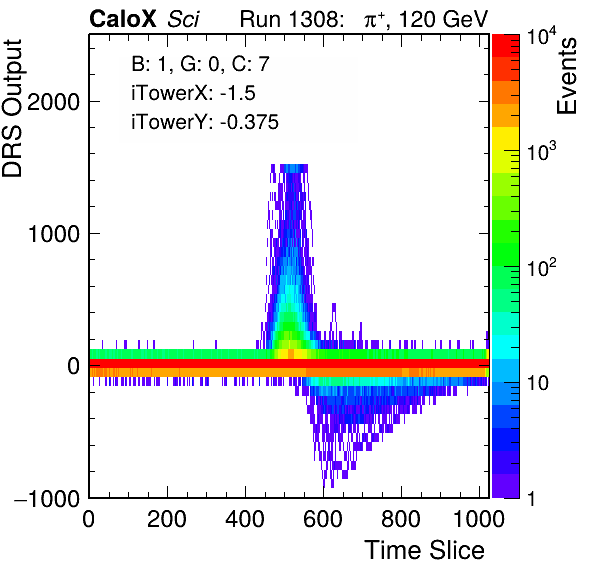 CaloX Sci Run 1308: π⁺, 120 GeV
B: 1, G: 0, C: 7
iTowerX: -1.5
iTowerY: -0.375
DRS Output
2000
1000
0
−1000
0 200 400 600 800 1000
Time Slice
Events
10⁴
10³
10²
10
1